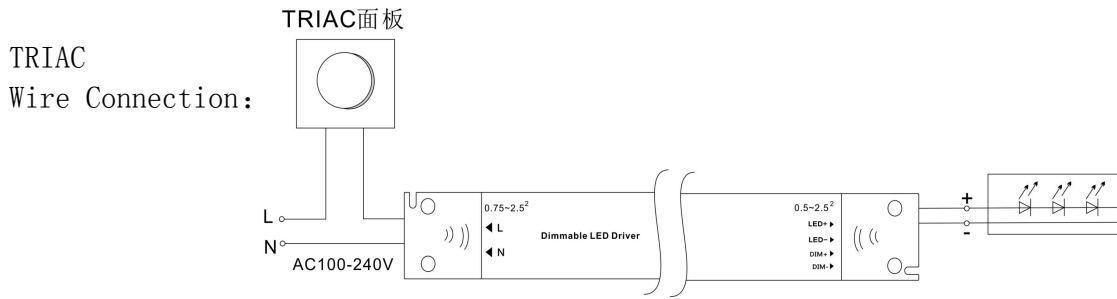 TRIAC面板
TRIAC
Wire Connection：
L
N
AC100-240V
0.75~2.5²
L
N
Dimmable LED Driver
0.5~2.5²
LED+
LED-
DIM+
DIM-
+
-